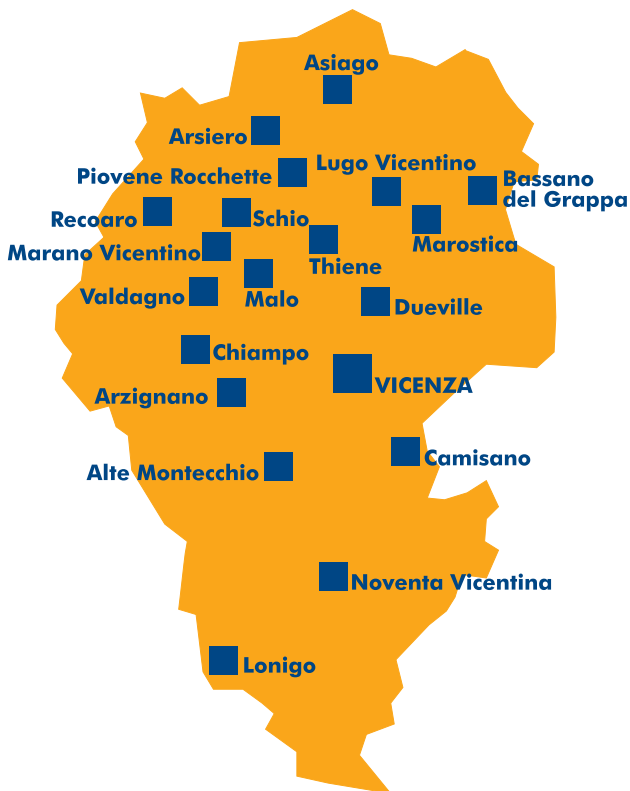 Asiago
Arsiero
Lugo Vicentino
Piovene Rocchette
Bassano
del Grappa
Recoaro
Schio
Marostica
Marano Vicentino
Thiene
Valdagno
Malo
Dueville
Chiampo
VICENZA
Arzignano
Camisano
Alte Montecchio
Noventa Vicentina
Lonigo